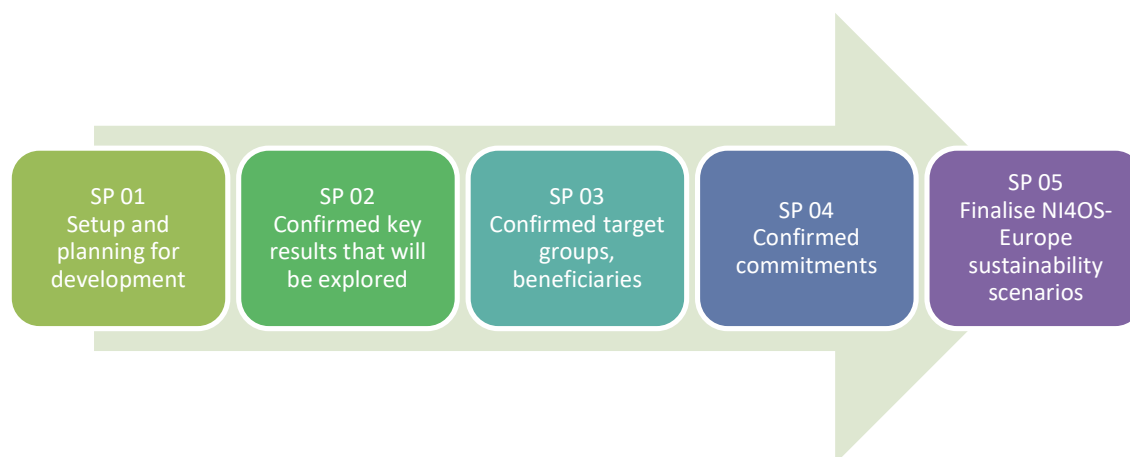 SP 01
Setup and
planning for
development
SP 02
Confirmed key
results that will
be explored
SP 03
Confirmed target
groups,
beneficiaries
SP 04
Confirmed
commitments
SP 05
Finalise NI4OS-
Europe
sustainability
scenarios